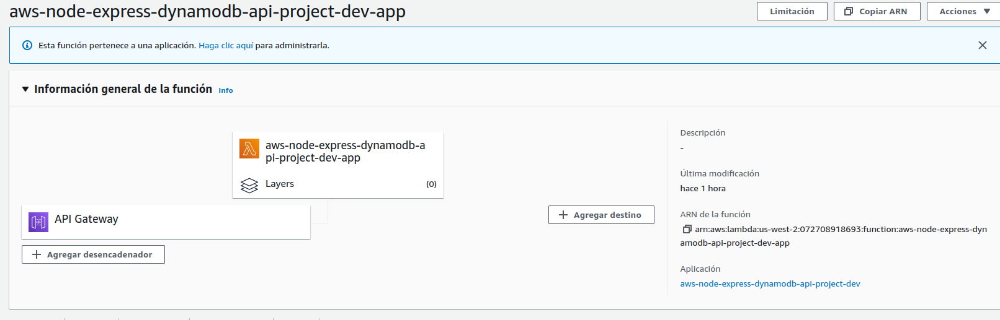 aws-node-express-dynamodb-api-project-dev-app
Limitación
Copiar ARN
Acciones
Esta función pertenece a una aplicación. Haga clic aquí para administrarla.
Información general de la función Info
aws-node-express-dynamodb-a
pi-project-dev-app
Layers (0)
API Gateway
Agregar desencadenador
Agregar destino
Descripción
-
Última modificación
hace 1 hora
ARN de la función
arn:aws:lambda:us-west-2:072708918693:function:aws-node-express-dyn
amodb-api-project-dev-app
Aplicación
aws-node-express-dynamodb-api-project-dev